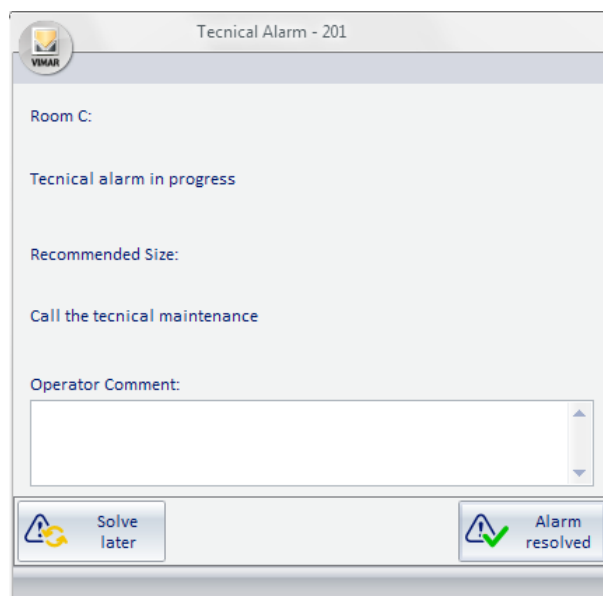 Tecnical Alarm - 201
VIMAR
Room C:
Tecnical alarm in progress
Recommended Size:
Call the tecnical maintenance
Operator Comment:
Solve
later
Alarm
resolved